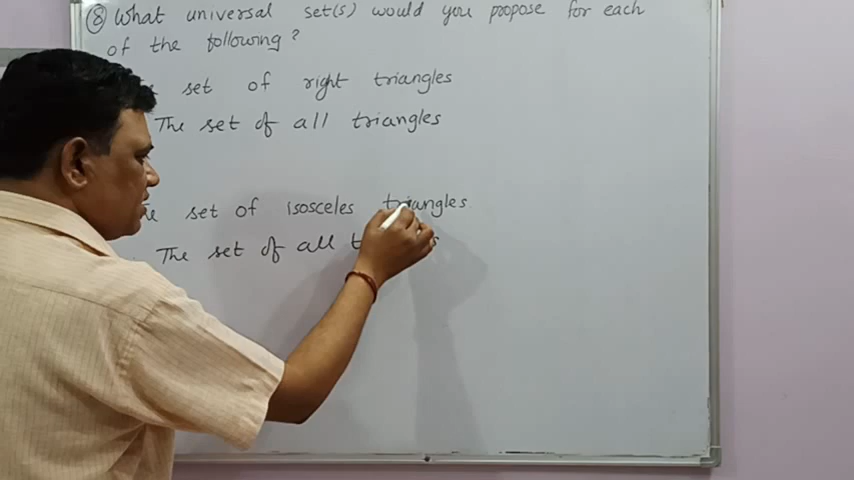 ⑧ What universal set(s) would you propose for each
of the following?
set of right triangles
The set of all triangles
set of isosceles triangles
The set of all